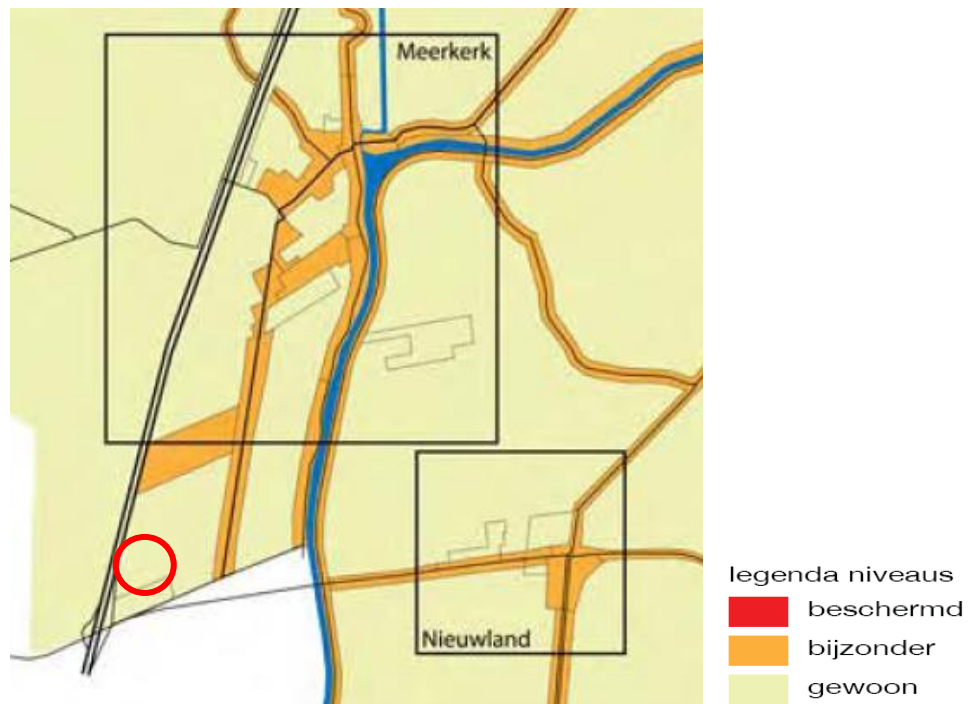 Meerkerk
Nieuwland
legenda niveaus
beschermd
bijzonder
gewoon